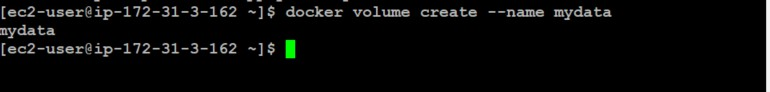 [ec2-user@ip-172-31-3-162 ~]$ docker volume create --name mydata
mydata
[ec2-user@ip-172-31-3-162 ~]$